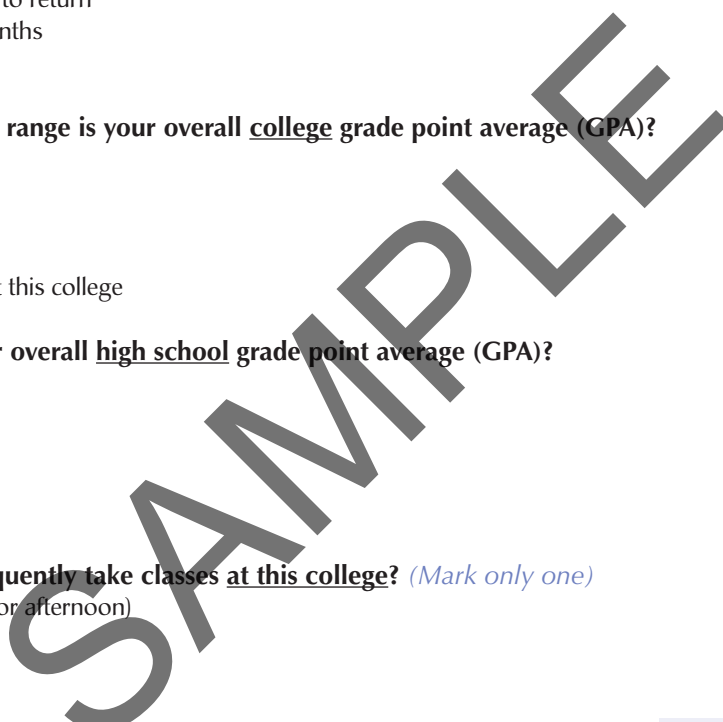 to return
nths
range is your overall college grade point average (GPA)?
this college
overall high school grade point average (GPA)?
quently take classes at this college? (Mark only one)
or afternoon)
SAMPLE